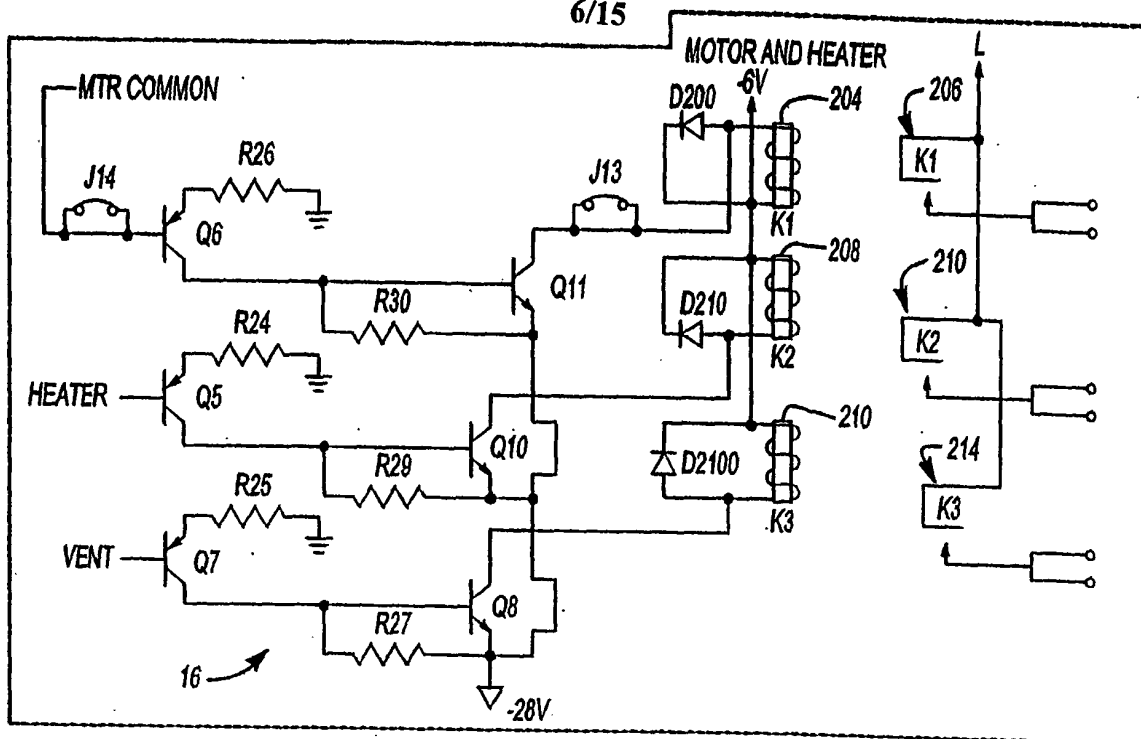 6/15
MOTOR AND HEATER
L
MTR COMMON
-6V
D200
204
206
R26
J14
J13
K1
Q6
K1
208
210
Q11
R30
D210
R24
K2
K2
HEATER
Q5
210
Q10
214
R29
D2100
R25
K3
K3
VENT
Q7
Q8
R27
16
-28V